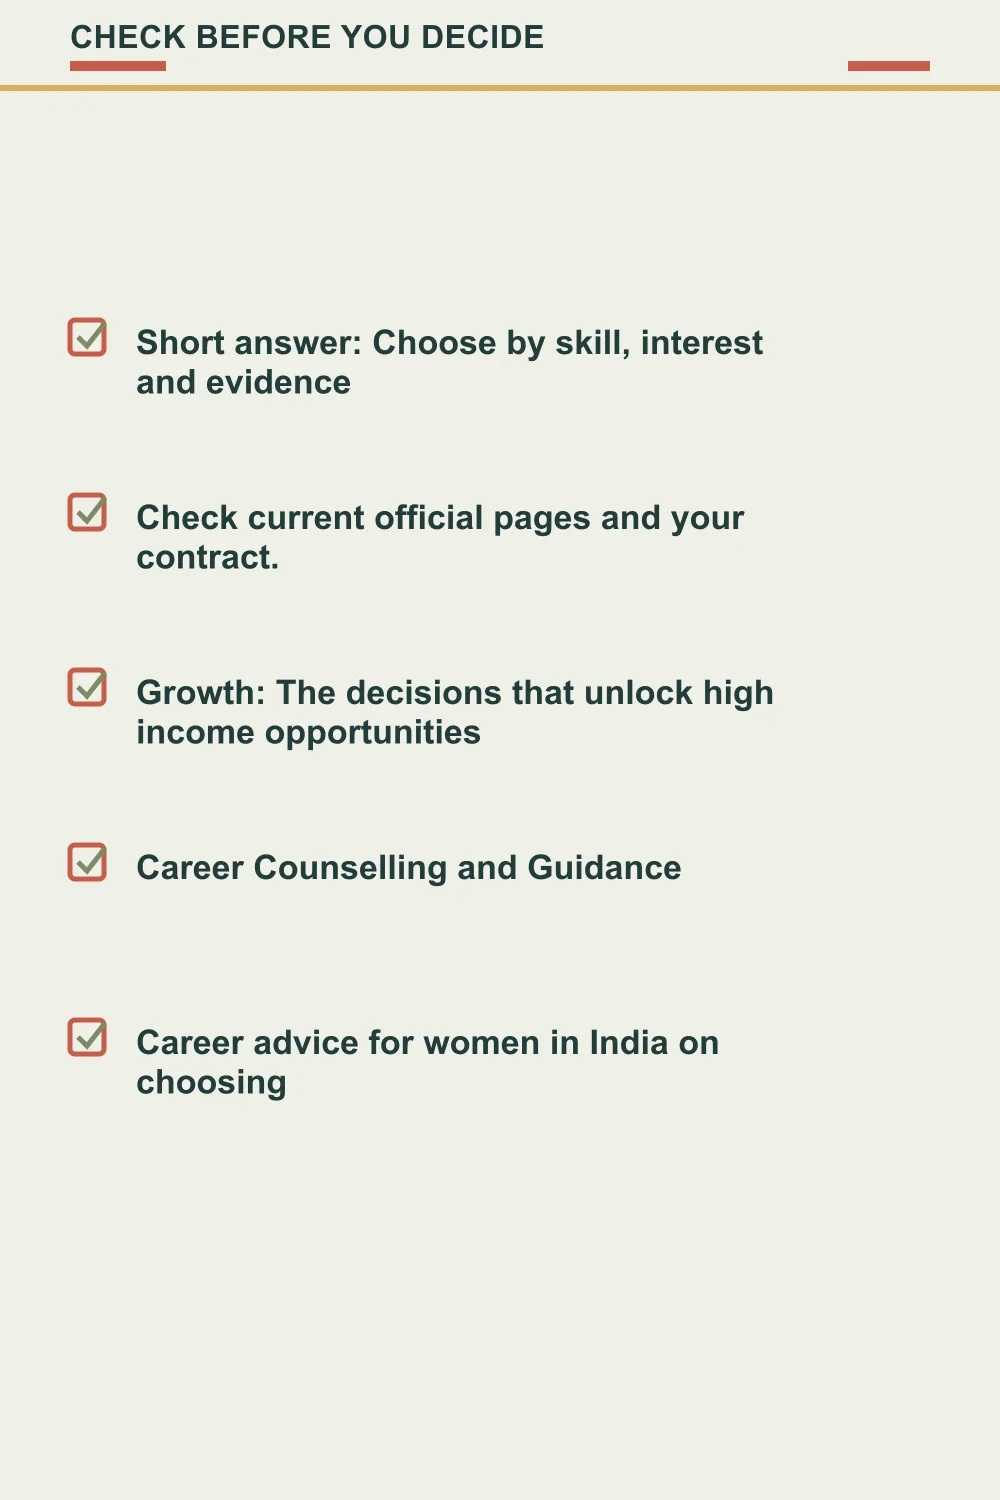 CHECK BEFORE YOU DECIDE
Short answer: Choose by skill, interest
and evidence
Check current official pages and your
contract.
Growth: The decisions that unlock high
income opportunities
Career Counselling and Guidance
Career advice for women in India on
choosing